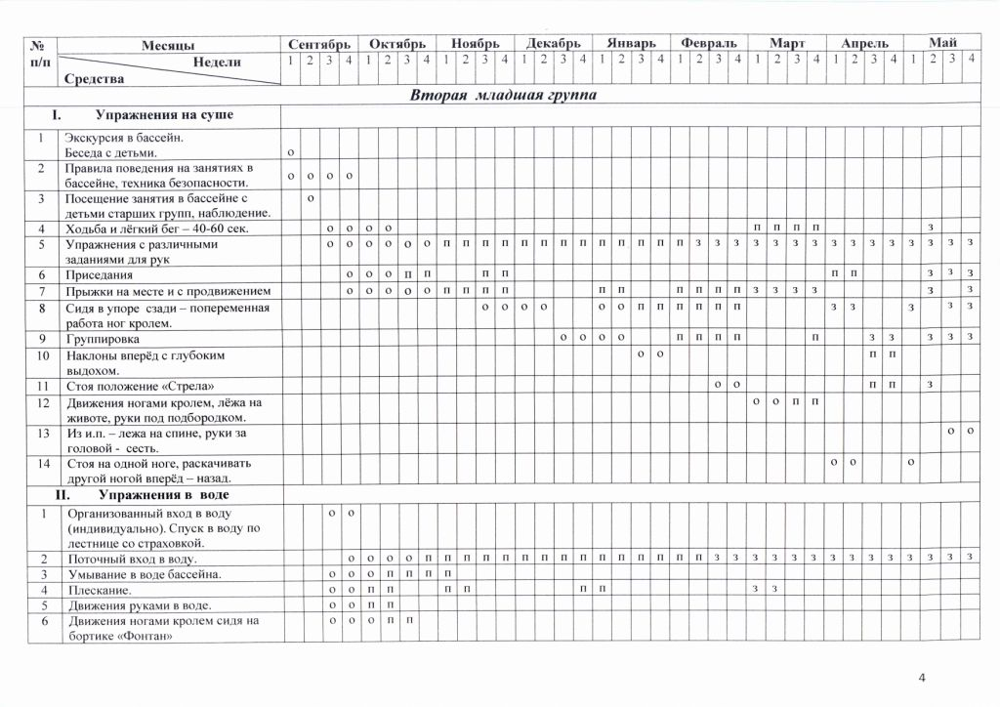 № п/п Месяцы Сентябрь Октябрь Ноябрь Декабрь Январь Февраль Март Апрель Май
Недели 1 2 3 4 1 2 3 4 1 2 3 4 1 2 3 4 1 2 3 4 1 2 3 4 1 2 3 4 1 2 3 4 1 2 3 4
Средства
Вторая младшая группа
I. Упражнения на суше
1 Экскурсия в бассейн.
Беседа с детьми. о
2 Правила поведения на занятиях в
бассейне, техника безопасности. о о о о
3 Посещение занятия в бассейне с о
детьми старших групп, наблюдение.
4 Ходьба и лёгкий бег – 40-60 сек. о о о о п п п п з
5 Упражнения с различными о о о о о о п п п п п п п п п п п п п з з з з з з з з з з з з з з з
заданиями для рук
6 Приседания о о о п п п п п п з з з
7 Прыжки на месте и с продвижением о о о о о п п п п п п п п п п з з з з з з
8 Сидя в упоре сзади – попеременная о о о о о о п п п п п п з з з з з
работа ног кролем.
9 Группировка о о о о п п п п п з з з з з
10 Наклоны вперёд с глубоким о о п п
выдохом.
11 Стоя положение «Стрела» о о п п з
12 Движения ногами кролем, лёжа на о о п п
животе, руки под подбородком.
13 Из и.п. – лежа на спине, руки за о о
головой - сесть.
14 Стоя на одной ноге, раскачивать о о о
другой ногой вперёд – назад.
II. Упражнения в воде
1 Организованный вход в воду о о
(индивидуально). Спуск в воду по
лестнице со страховкой.
2 Поточный вход в воду. о о о о п п п п п п п п п п п п п п п з з з з з з з з з з з з з з
3 Умывание в воде бассейна. о о о п п п п
4 Плескание. о о п п п п п п з з
5 Движения руками в воде. о о п п
6 Движения ногами кролем сидя на о о о п п
бортике «Фонтан»
4